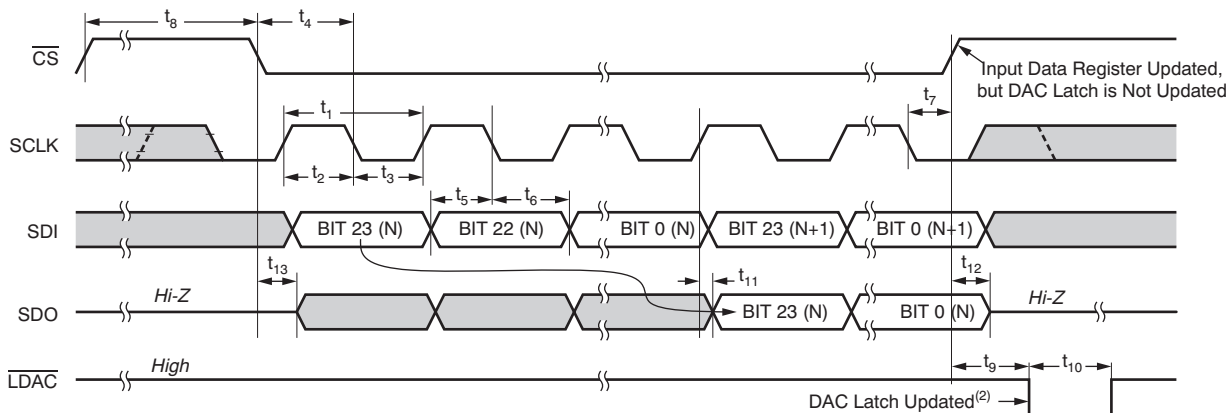 t8
t4
CS
Input Data Register Updated,
but DAC Latch is Not Updated
t1
t7
SCLK
t2
t3
t5
t6
SDI
BIT 23 (N)
BIT 22 (N)
BIT 0 (N)
BIT 23 (N+1)
BIT 0 (N+1)
t13
t11
t12
Hi-Z
Hi-Z
SDO
BIT 23 (N)
BIT 0 (N)
High
t9
t10
LDAC
DAC Latch Updated(2)